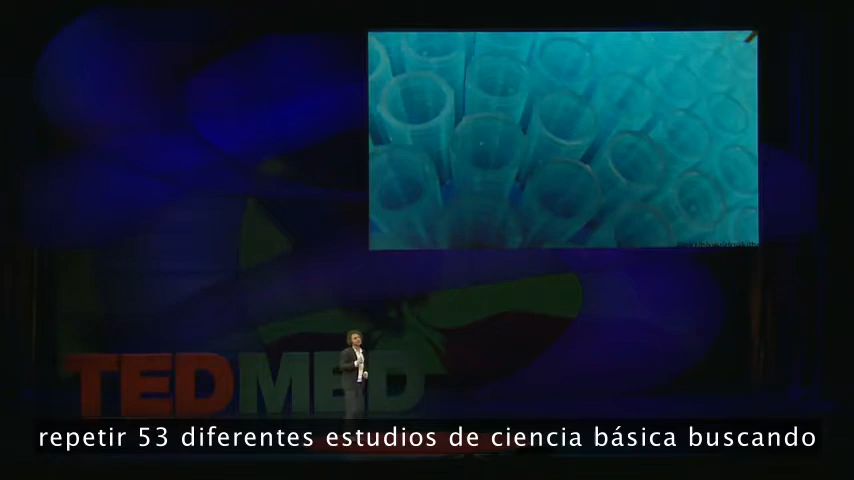 TEDMED
repetir 53 diferentes estudios de ciencia básica buscando